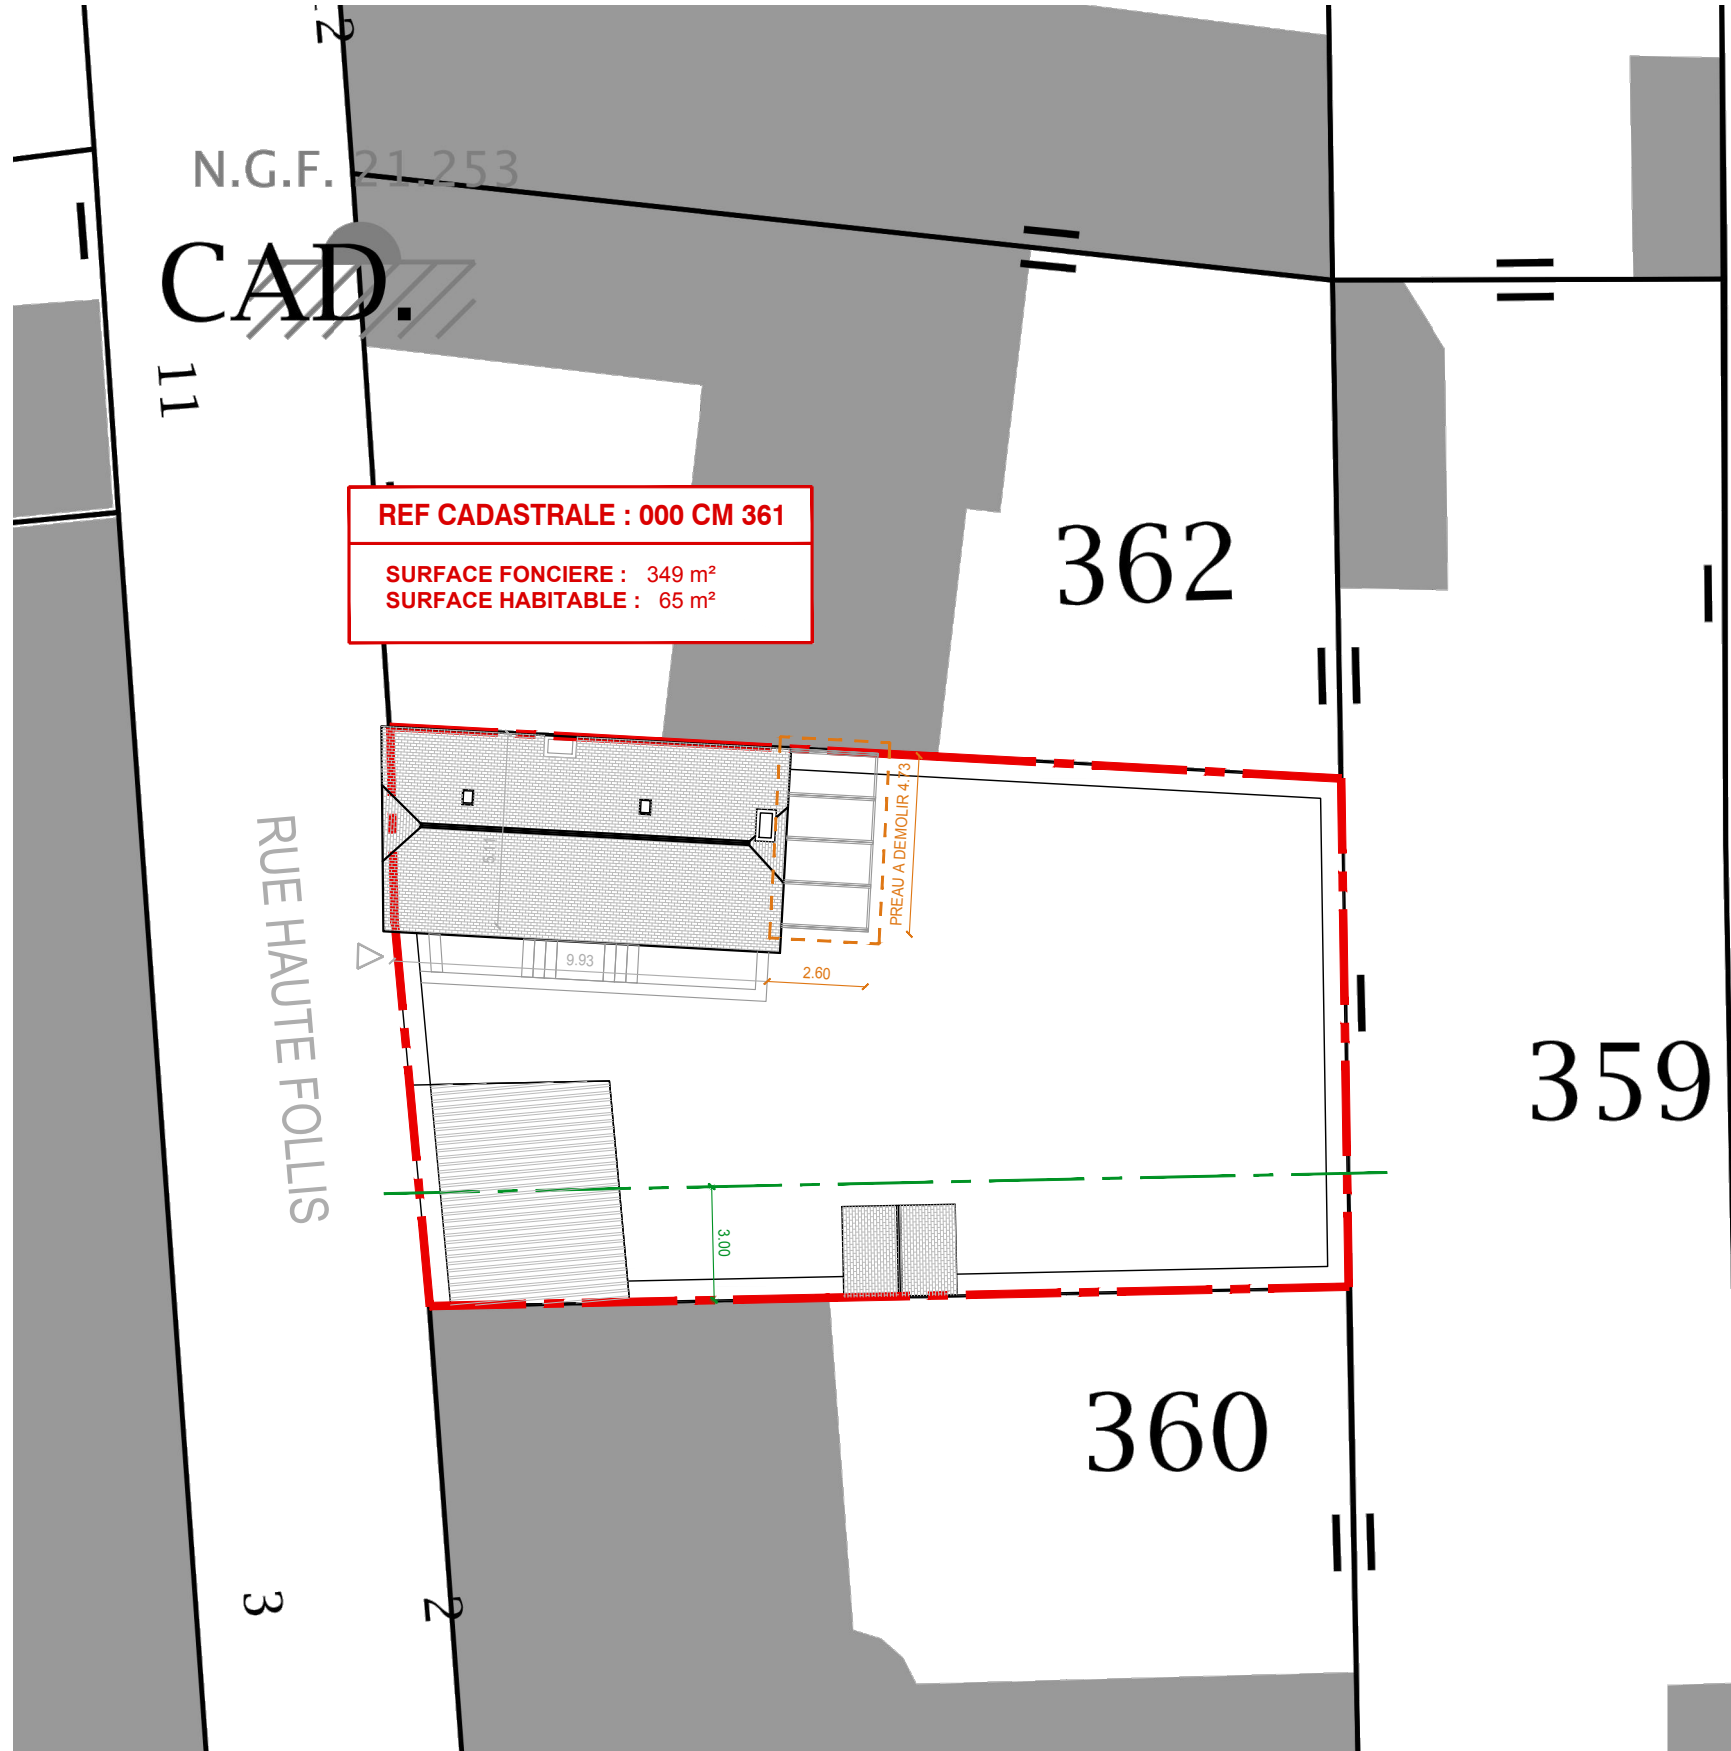 2
N.G.F. 21.253
CAD.
11
REF CADASTRALE : 000 CM 361
SURFACE FONCIERE : 349 m²
SURFACE HABITABLE : 65 m²
362
RUE HAUTE FOLLIS
PREAU A DEMOLIR 4.73
9.93
2.60
359
3.00
360
3
2